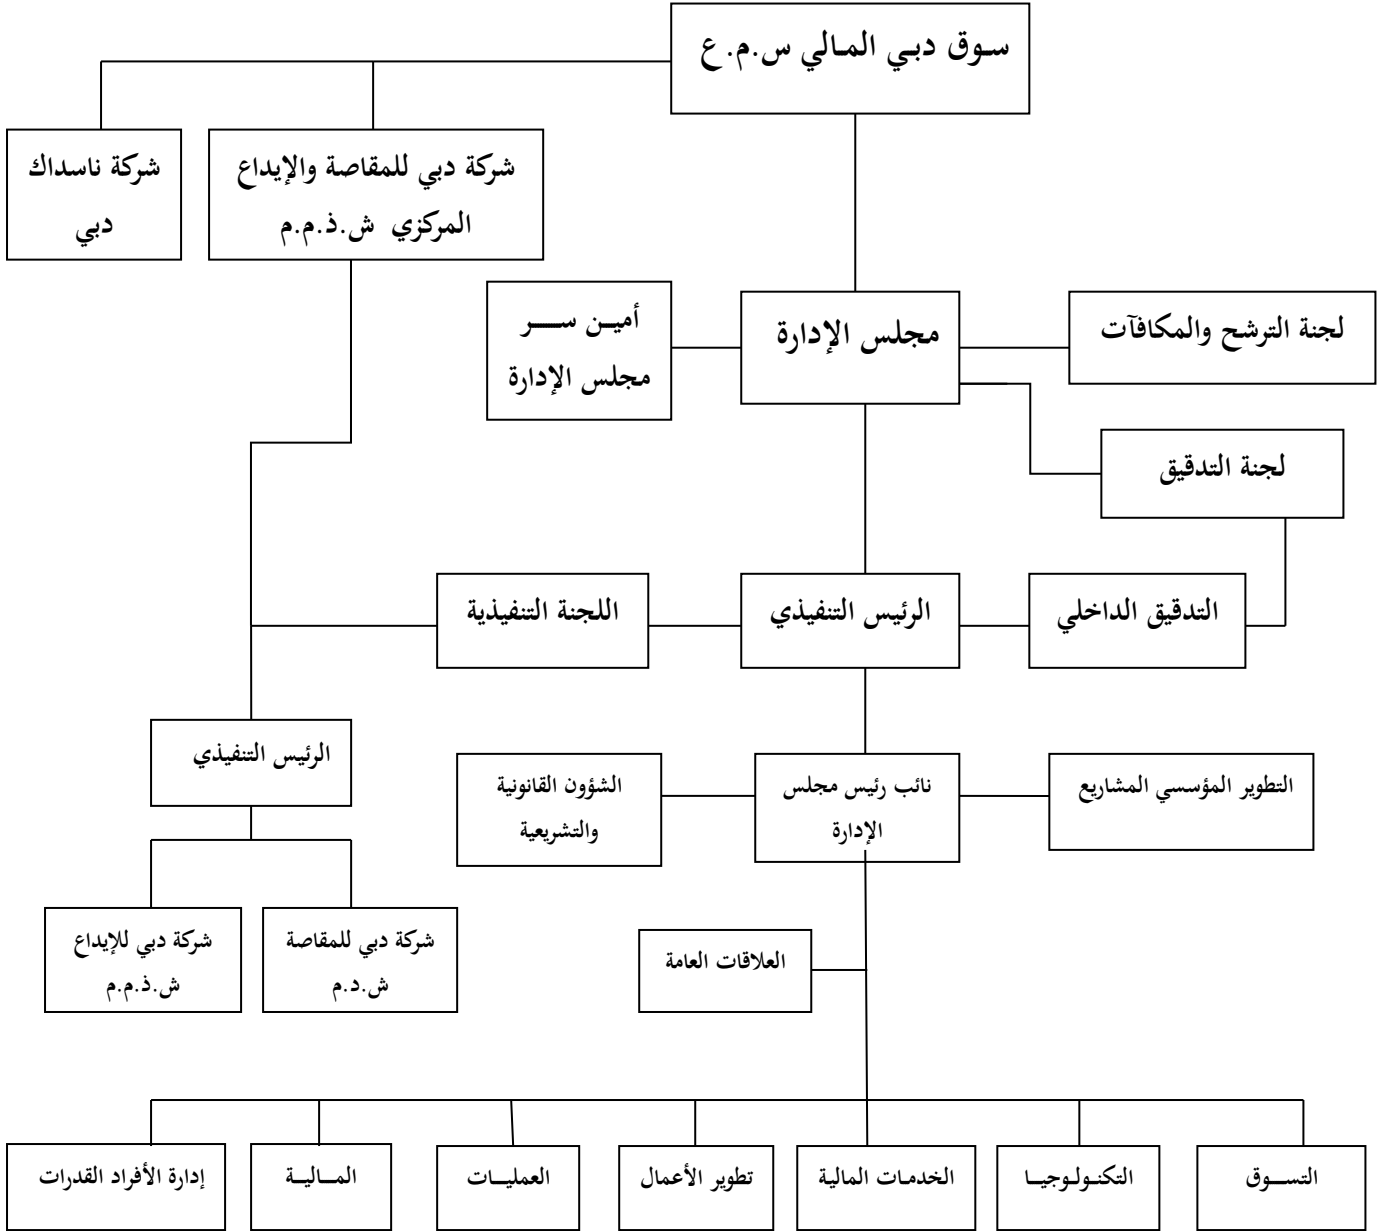 سوق دبي المالي س.م.ع
شركة دبي للمقاصة والإيداع
المركزي ش.ذ.م.م
شركة ناسداك
دبي
لجنة الترشح والمكافآت
مجلس الإدارة
أمين سر
مجلس الإدارة
لجنة التدقيق
التدقيق الداخلي
الرئيس التنفيذي
اللجنة التنفيذية
الرئيس التنفيذي
التطوير المؤسسي المشاريع
نائب رئيس مجلس
الإدارة
الشؤون القانونية
والتشريعية
شركة دبي للمقاصة
ش.د.م
شركة دبي للإيداع
ش.ذ.م.م
العلاقات العامة
التسوق
التكنولوجيا
الخدمات المالية
تطوير الأعمال
العمليات
المالية
إدارة الأفراد القدرات